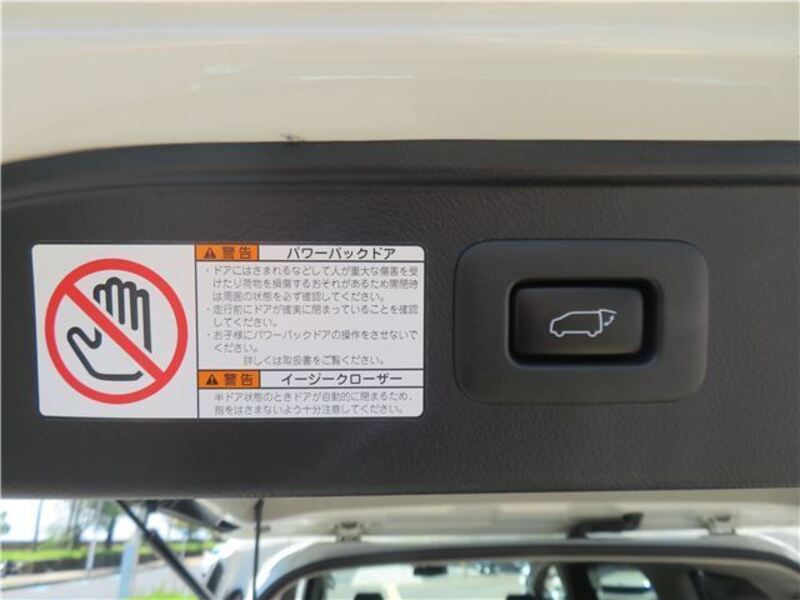 警告 パワーバックドア
・ドアにはさまれるなどして人が重大な傷害を受
けたり荷物を損傷するおそれがあるため開閉時
は周囲の状態を必ず確認してください。
・走行前にドアが確実に閉まっていることを確認
してください。
・お子様にパワーバックドアの操作をさせないで
ください。
詳しくは取扱書をご覧ください。
警告 イージークローザー
半ドア状態のときドアが自動的に閉まるため、
指をはさまないよう十分注意してください。